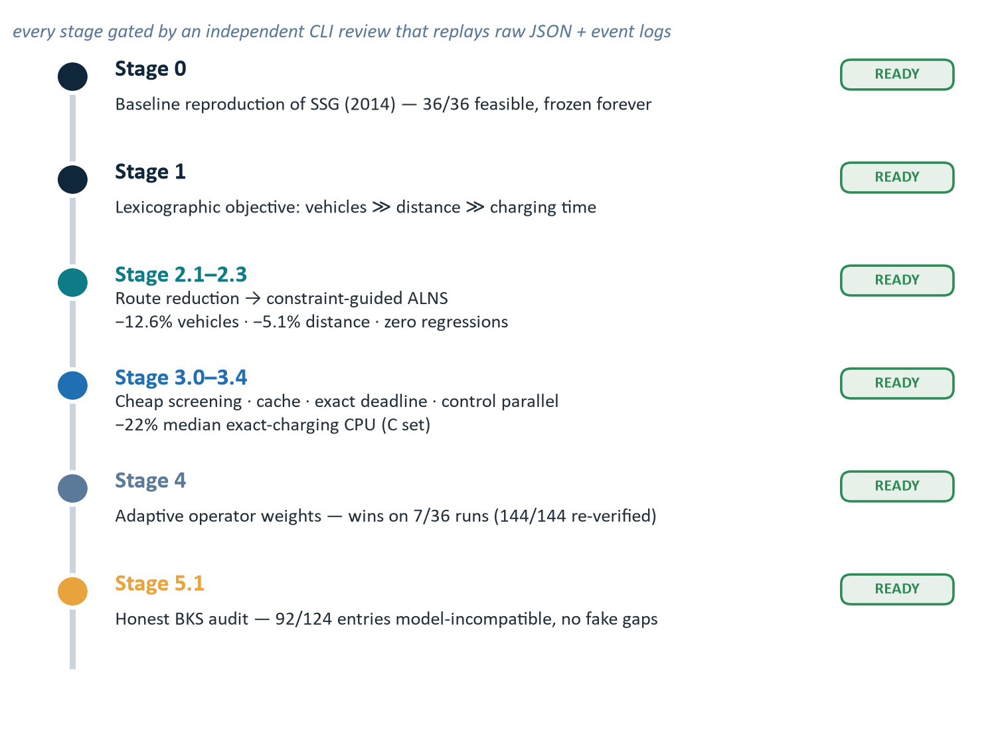 every stage gated by an independent CLI review that replays raw JSON + event logs
Stage 0
READY
Baseline reproduction of SSG (2014) — 36/36 feasible, frozen forever
Stage 1
READY
Lexicographic objective: vehicles ≫ distance ≫ charging time
Stage 2.1–2.3
READY
Route reduction → constraint-guided ALNS
−12.6% vehicles · −5.1% distance · zero regressions
Stage 3.0–3.4
READY
Cheap screening · cache · exact deadline · control parallel
−22% median exact-charging CPU (C set)
Stage 4
READY
Adaptive operator weights — wins on 7/36 runs (144/144 re-verified)
Stage 5.1
READY
Honest BKS audit — 92/124 entries model-incompatible, no fake gaps